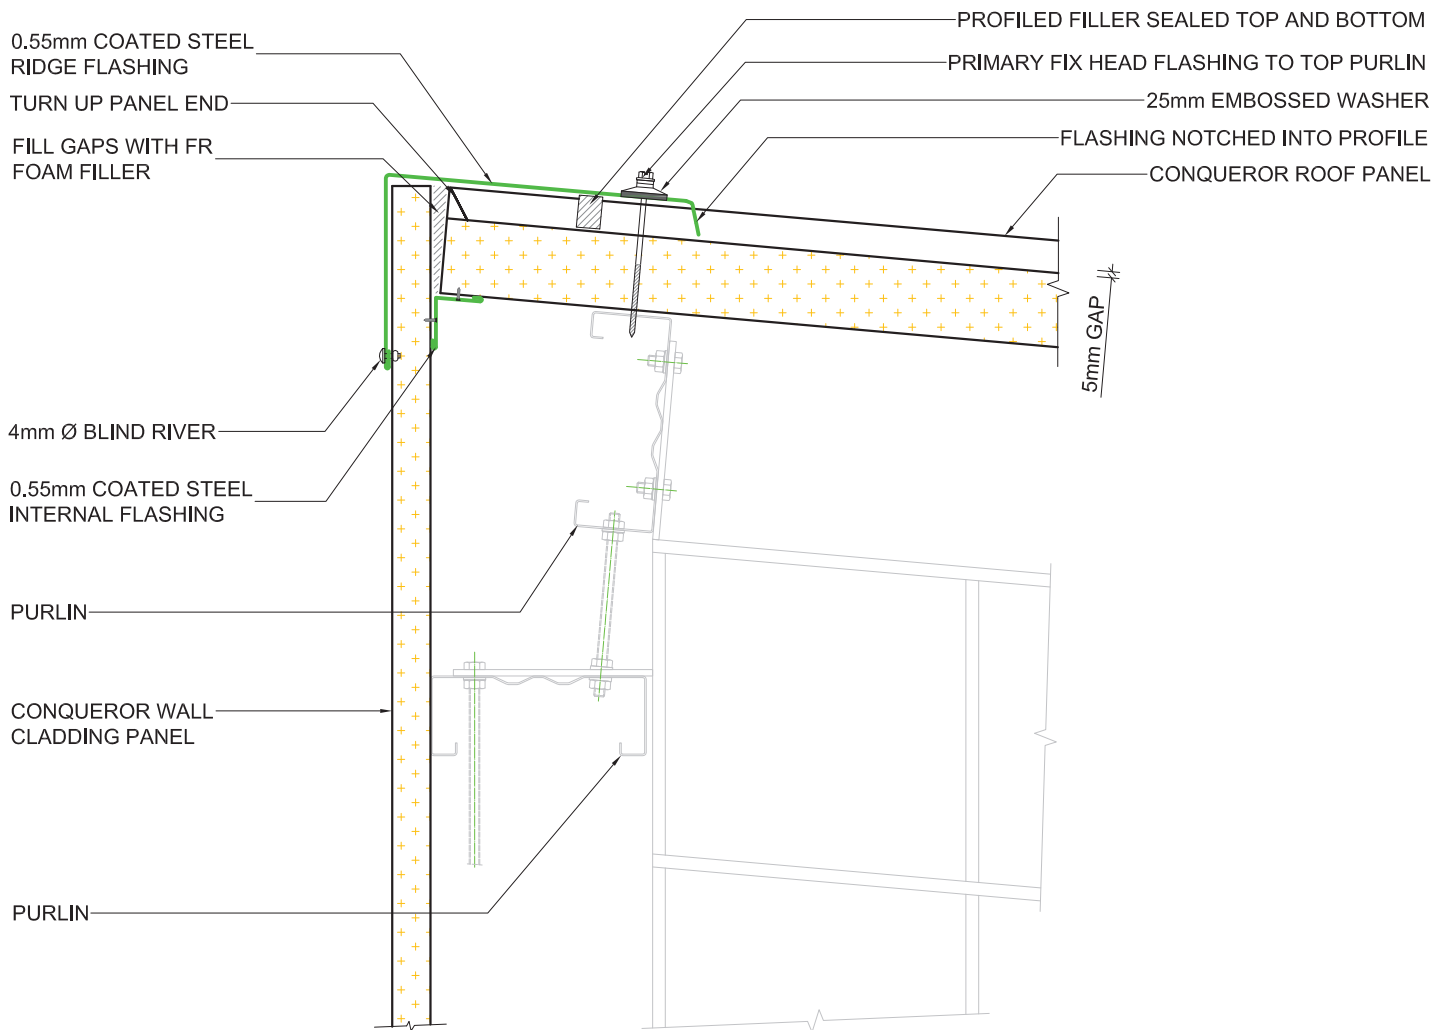 0.55mm COATED STEEL
RIDGE FLASHING
TURN UP PANEL END
FILL GAPS WITH FR
FOAM FILLER
4mm Ø BLIND RIVER
0.55mm COATED STEEL
INTERNAL FLASHING
PURLIN
CONQUEROR WALL
CLADDING PANEL
PURLIN
PROFILED FILLER SEALED TOP AND BOTTOM
PRIMARY FIX HEAD FLASHING TO TOP PURLIN
25mm EMBOSSED WASHER
FLASHING NOTCHED INTO PROFILE
CONQUEROR ROOF PANEL
5mm GAP